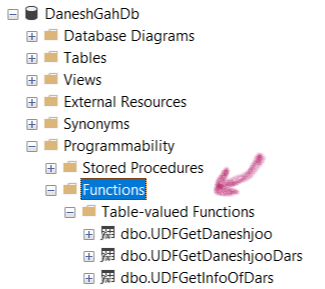 DaneshGahDb
Database Diagrams
Tables
Views
External Resources
Synonyms
Programmability
Stored Procedures
Functions
Table-valued Functions
dbo.UDFGetDaneshjoo
dbo.UDFGetDaneshjooDars
dbo.UDFGetInfoOfDars